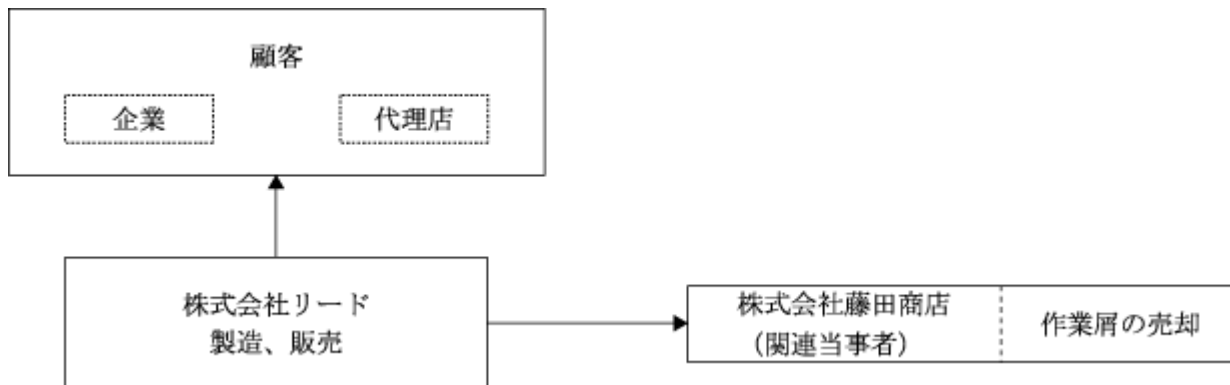 顧客
企業
代理店
株式会社リード
製造、販売
株式会社藤田商店
（関連当事者）
作業屑の売却